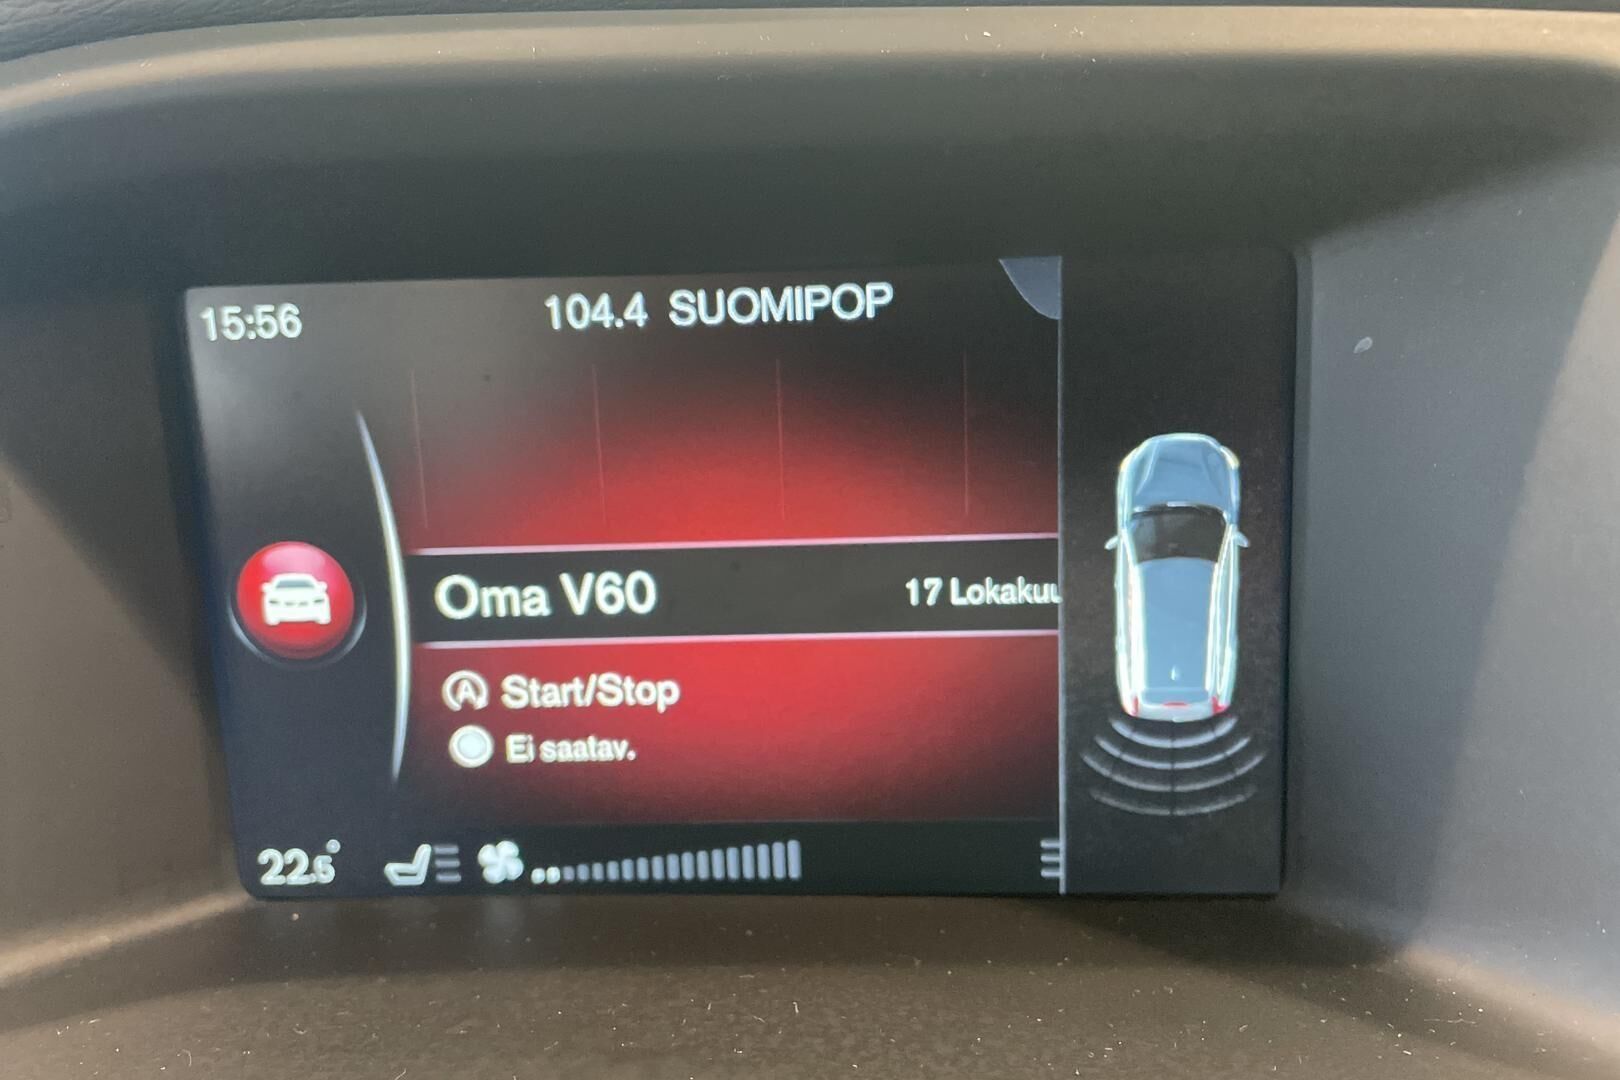 15:56
104.4 SUOMIPOP
Oma V60
17 Lokakuu
A Start/Stop
Ei saatav.
22.5°